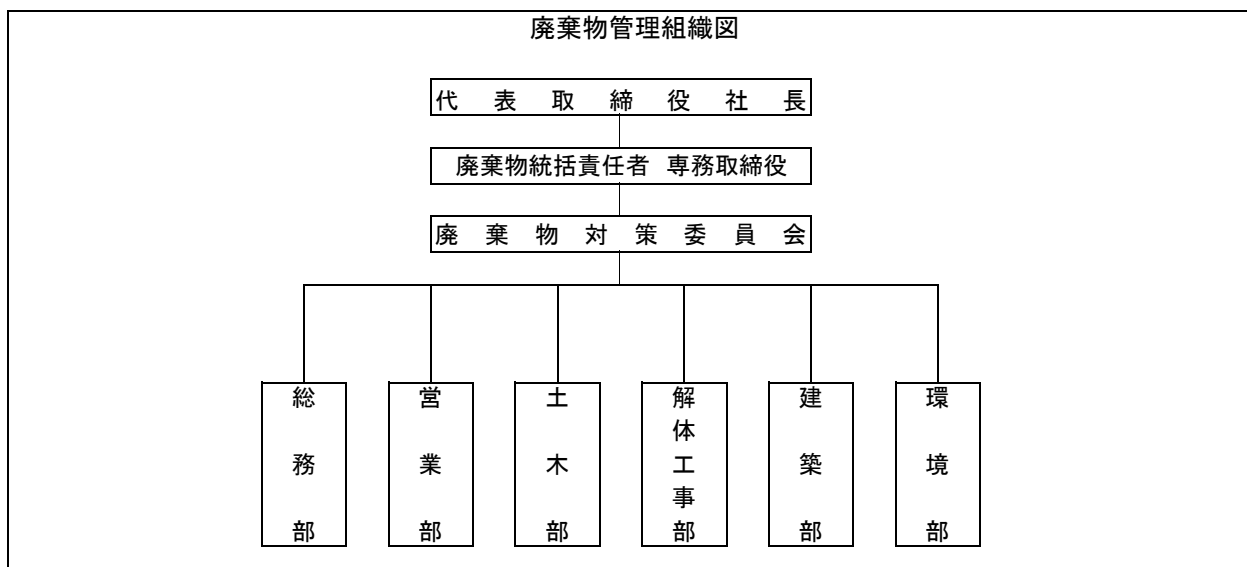 廃棄物管理組織図
代表取締役社長
廃棄物統括責任者 専務取締役
廃棄物対策委員会
総務部
営業部
土木部
解体工事部
建築部
環境部